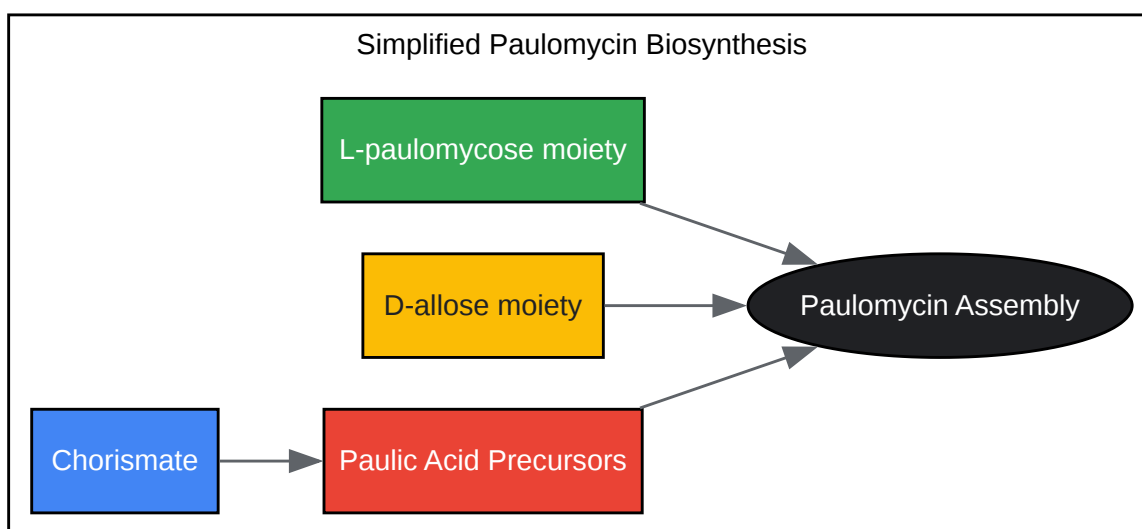 Simplified Paulomycin Biosynthesis
L-paulomycose moiety
D-allose moiety
Paulomycin Assembly
Chorismate
Paulic Acid Precursors